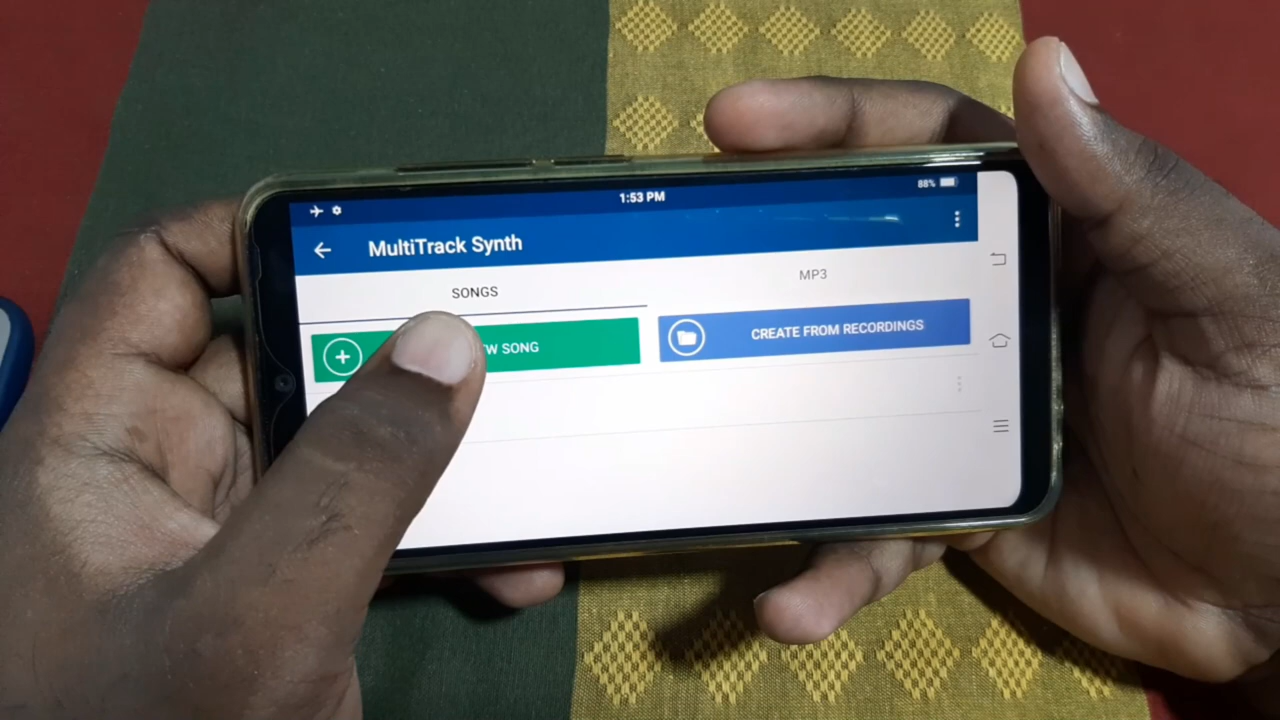 1:53 PM
88%
MultiTrack Synth
SONGS
MP3
SONG
CREATE FROM RECORDINGS